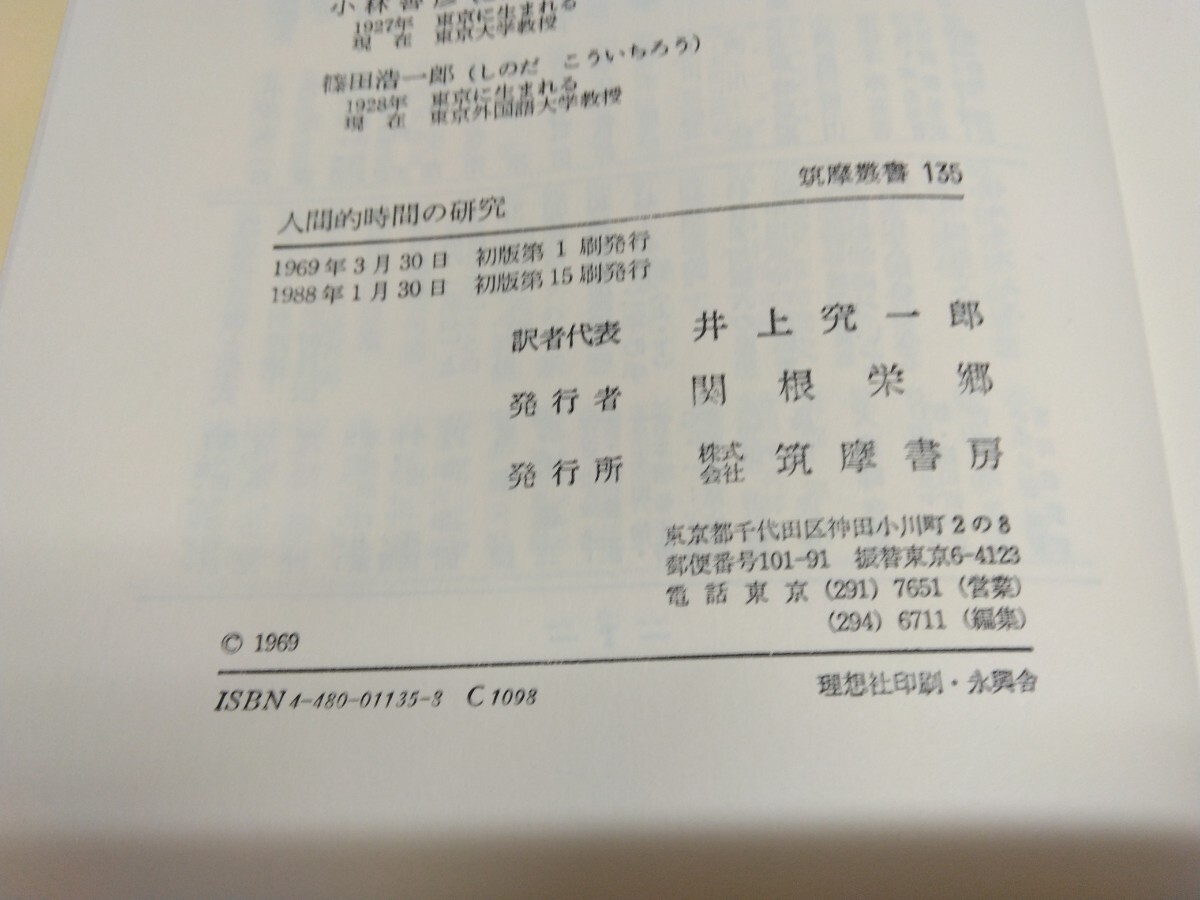 小林善彦
1927年 東京に生まれる
現在 東京大学教授
篠田浩一郎(しのだ こういちろう)
1928年 東京に生まれる
現在 東京外国語大学教授
筑摩叢書 135
人間的時間の研究
1969年3月30日 初版第1刷発行
1988年1月30日 初版第15刷発行
訳者代表 井上究一郎
発行者 関根栄郷
発行所 株式会社 筑摩書房
東京都千代田区神田小川町2の8
郵便番号101-91 振替東京6-4123
電話東京 (291) 7651 (営業)
(294) 6711 (編集)
© 1969
ISBN4-480-01135-3 C1098
理想社印刷・永興舎